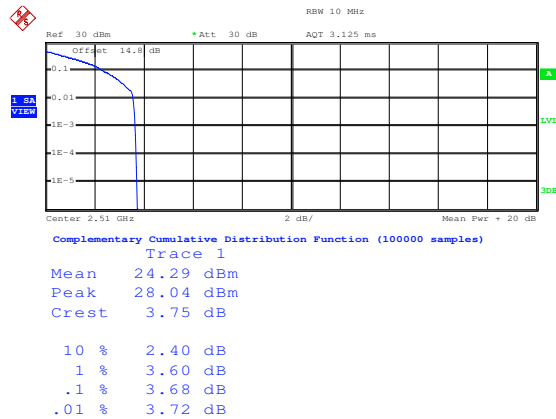 RBW 10 MHz
Ref 30 dBm *Att 30 dB AQT 3.125 ms
Offset 14.8 dB
0.1
0.01
1E-3
1E-4
1E-5
A
1 SA
VIEW
LVL
3DB
Center 2.51 GHz 2 dB/ Mean Pwr + 20 dB
Complementary Cumulative Distribution Function (100000 samples)
Trace 1
Mean 24.29 dBm
Peak 28.04 dBm
Crest 3.75 dB
10 % 2.40 dB
1 % 3.60 dB
.1 % 3.68 dB
.01 % 3.72 dB